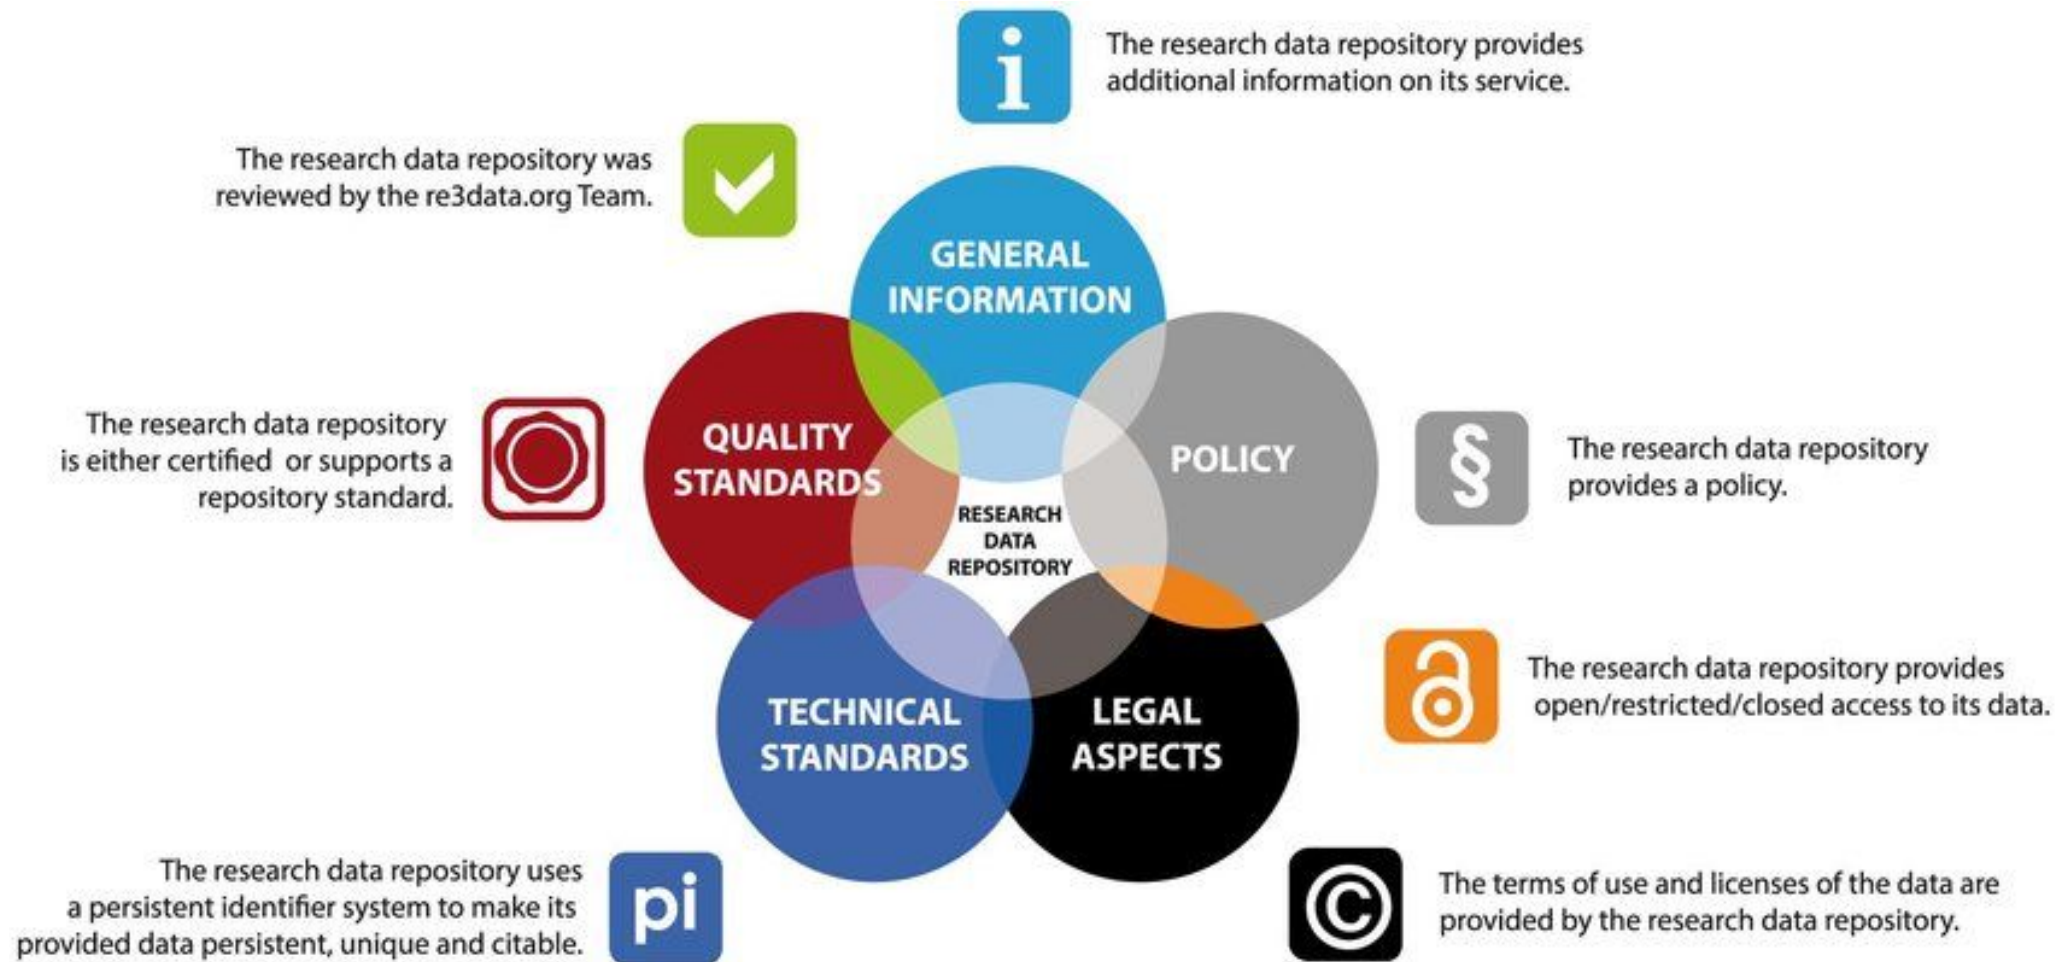 i
The research data repository provides
additional information on its service.
The research data repository was
reviewed by the re3data.org Team.
GENERAL
INFORMATION
The research data repository
is either certified or supports a
repository standard.
QUALITY
STANDARDS
POLICY
§
The research data repository
provides a policy.
RESEARCH
DATA
REPOSITORY
The research data repository provides
open/restricted/closed access to its data.
TECHNICAL
STANDARDS
LEGAL
ASPECTS
The research data repository uses
a persistent identifier system to make its
provided data persistent, unique and citable.
pi
©
The terms of use and licenses of the data are
provided by the research data repository.